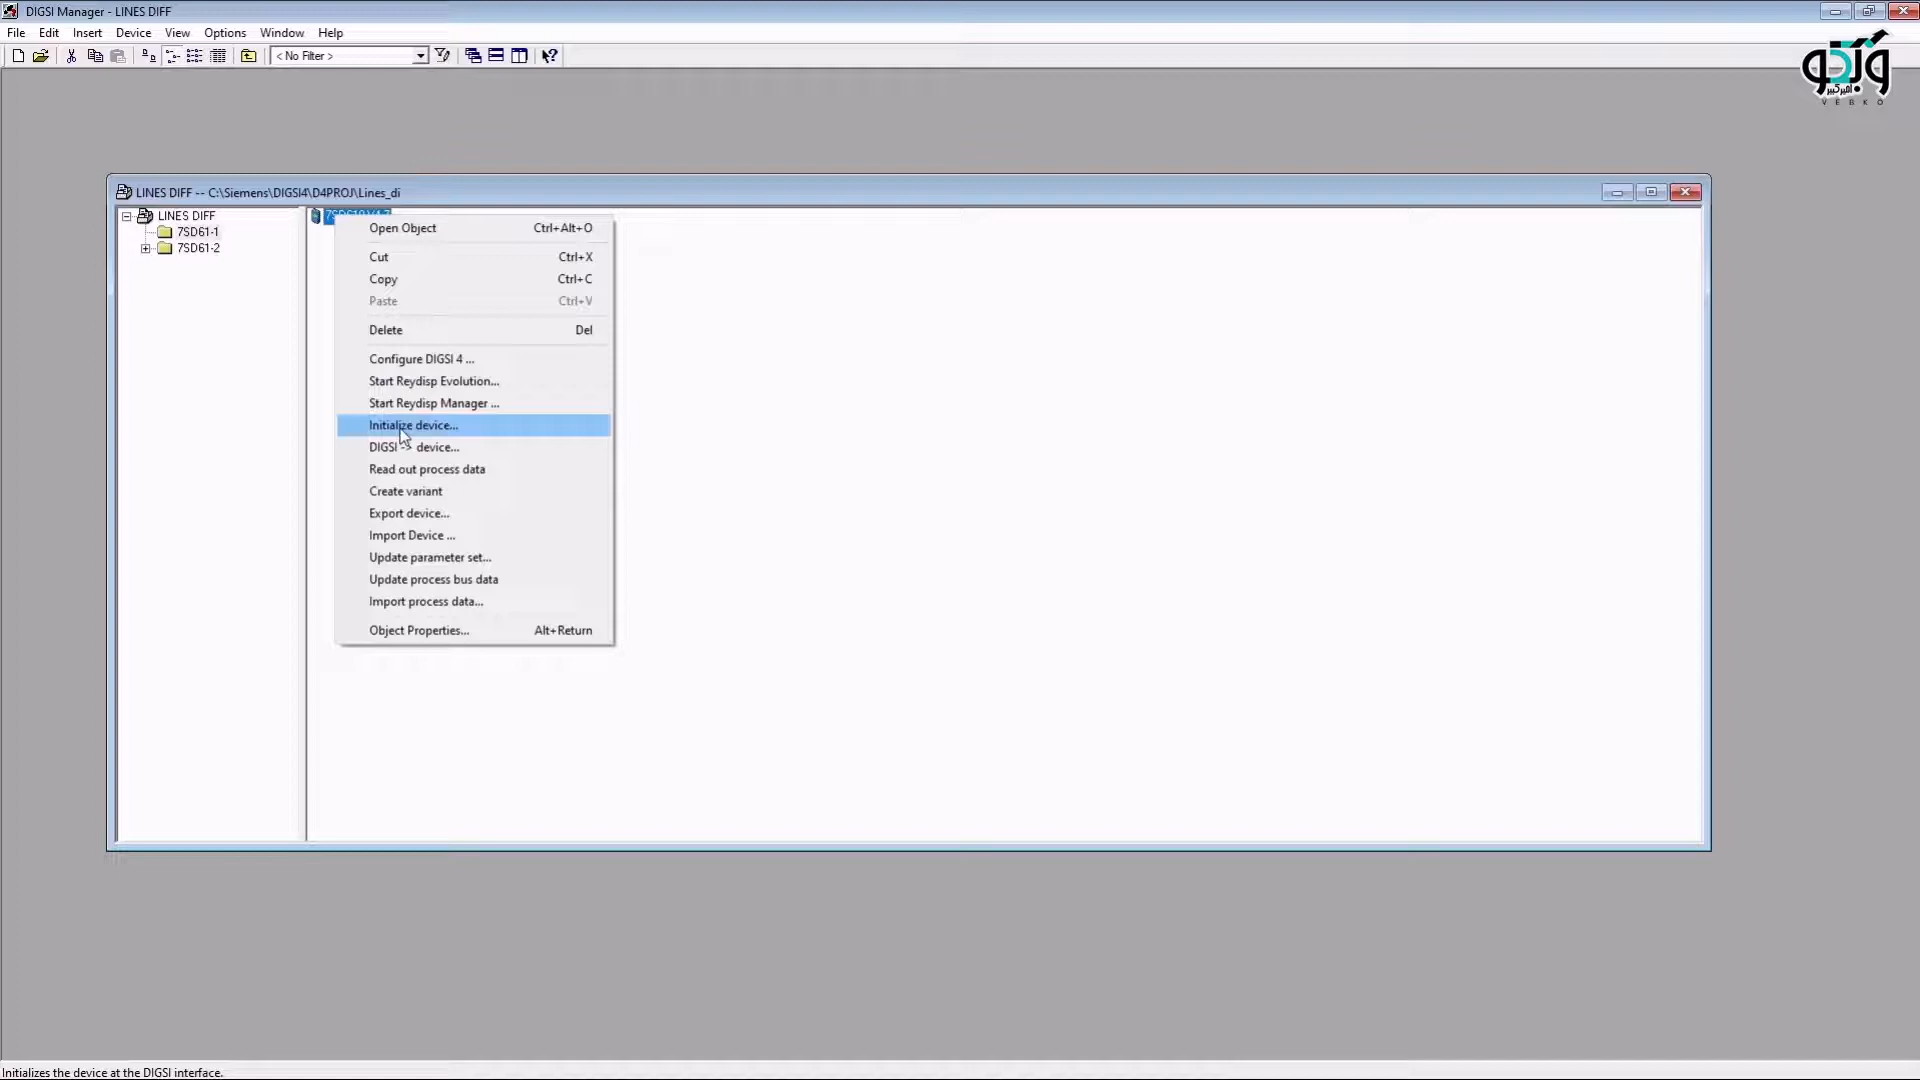 DIGSI Manager - LINES DIFF
File Edit Insert Device View Options Window Help
< No Filter >
وبکو
امیرکبیر
VEBKO
LINES DIFF -- C:\Siemens\DIGSI4\D4PROJ\Lines_di
LINES DIFF
7SD61-1
7SD61-2
Open Object Ctrl+Alt+O
Cut Ctrl+X
Copy Ctrl+C
Paste Ctrl+V
Delete Del
Configure DIGSI 4 ...
Start Reydisp Evolution...
Start Reydisp Manager ...
Initialize device...
DIGSI -> device...
Read out process data
Create variant
Export device...
Import Device ...
Update parameter set...
Update process bus data
Import process data...
Object Properties... Alt+Return
Initializes the device at the DIGSI interface.